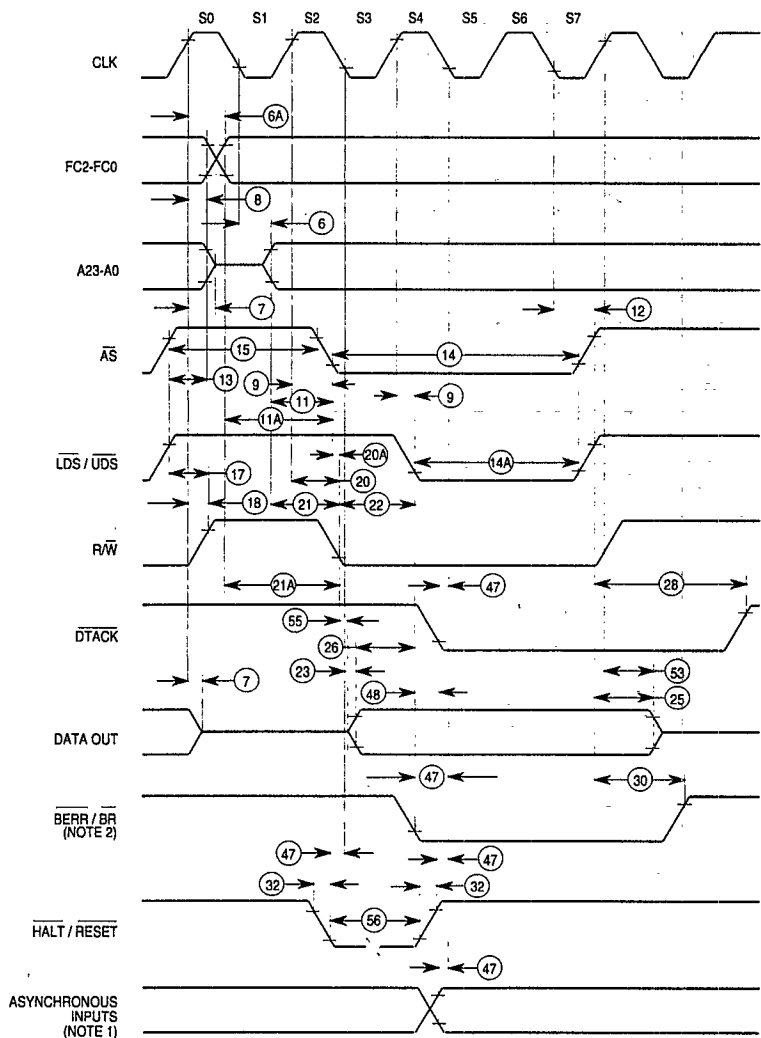 S0 S1 S2 S3 S4 S5 S6 S7
CLK
6A
FC2-FC0
8
6
A23-A0
7
12
AS
15
14
13
9
9
11
11A
LDS / UDS
20A
14A
17
20
18
21
22
R/W
21A
47
28
DTACK
55
26
23
53
7
48
25
DATA OUT
47
30
BERR / BR
(NOTE 2)
47
47
32
32
HALT / RESET
56
47
ASYNCHRONOUS
INPUTS
(NOTE 1)